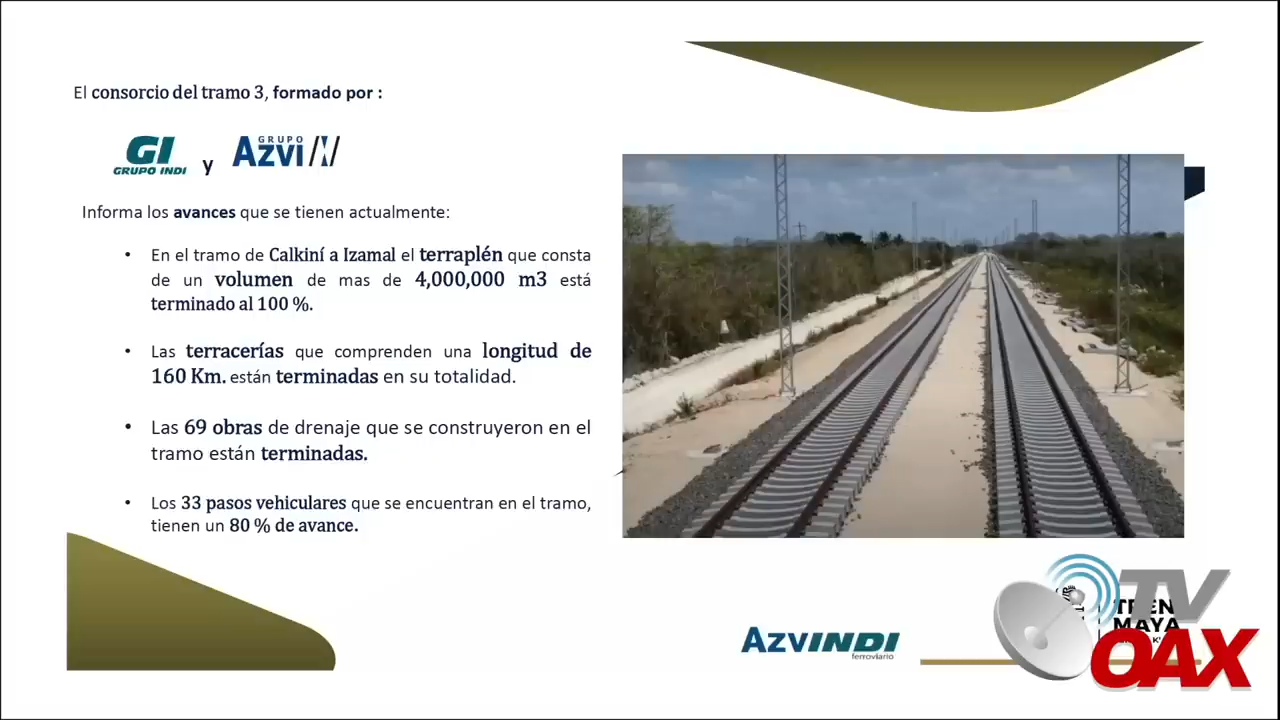 El consorcio del tramo 3, formado por :
GI
GRUPO INDI
y
GRUPO
Azvi
Informa los avances que se tienen actualmente:
• En el tramo de Calkiní a Izamal el terraplén que consta
de un volumen de mas de 4,000,000 m3 está
terminado al 100 %.
• Las terracerías que comprenden una longitud de
160 Km. están terminadas en su totalidad.
• Las 69 obras de drenaje que se construyeron en el
tramo están terminadas.
• Los 33 pasos vehiculares que se encuentran en el tramo,
tienen un 80 % de avance.
AZVINDI
ferroviario
TREN
MAYA
TV
OAX